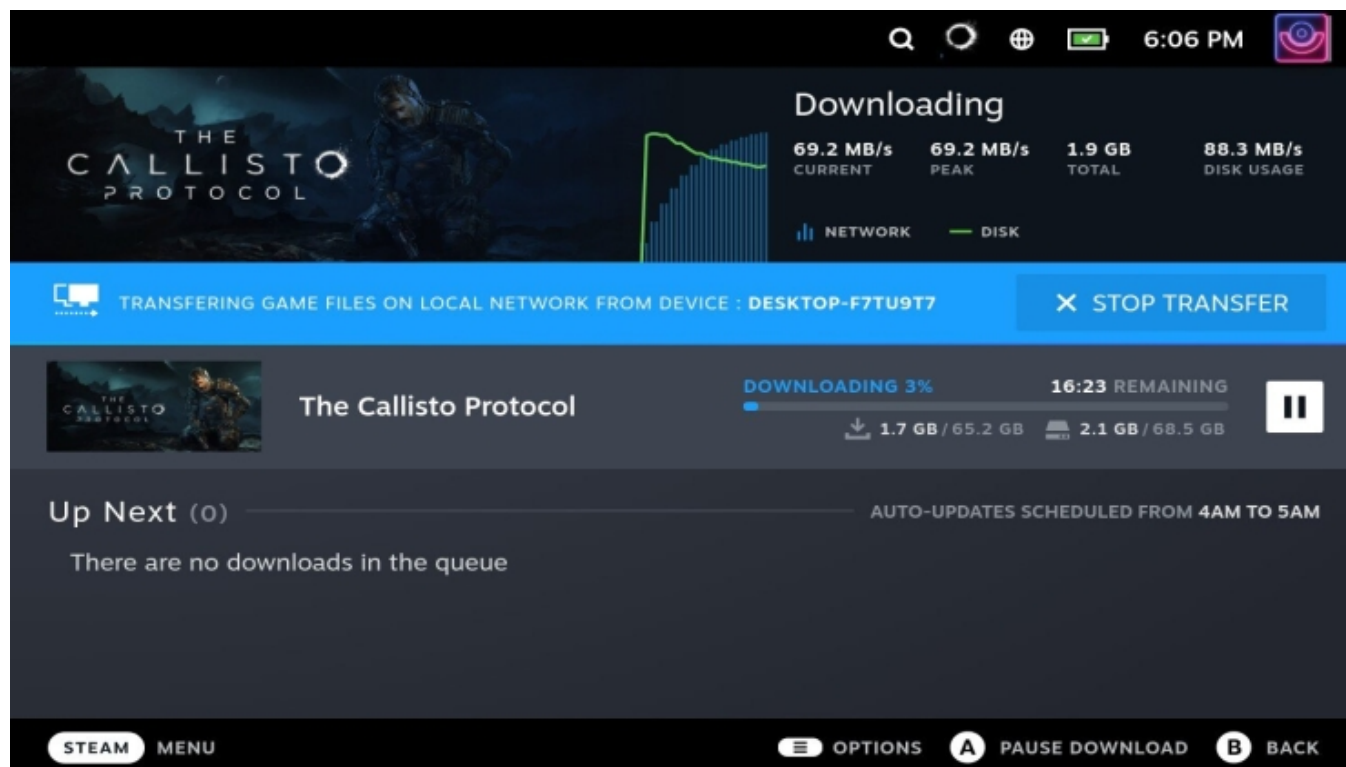 6:06 PM
THE
CALLISTO
PROTOCOL
Downloading
69.2 MB/s 69.2 MB/s 1.9 GB 88.3 MB/s
CURRENT PEAK TOTAL DISK USAGE
NETWORK DISK
TRANSFERING GAME FILES ON LOCAL NETWORK FROM DEVICE : DESKTOP-F7TU9T7
STOP TRANSFER
THE
CALLISTO
PROTOCOL
The Callisto Protocol
DOWNLOADING 3% 16:23 REMAINING
1.7 GB / 65.2 GB 2.1 GB / 68.5 GB
Up Next (0) AUTO-UPDATES SCHEDULED FROM 4AM TO 5AM
There are no downloads in the queue
STEAM MENU OPTIONS A PAUSE DOWNLOAD B BACK